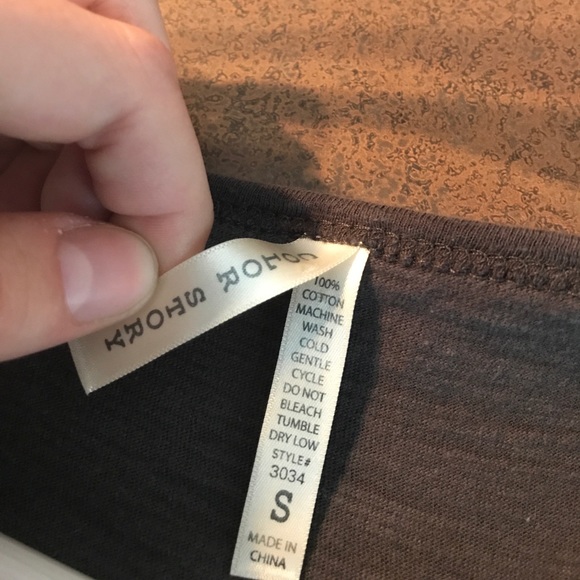 COLOR STORY
100%
COTTON
MACHINE
WASH
COLD
GENTLE
CYCLE
DO NOT
BLEACH
TUMBLE
DRY LOW
STYLE#
3034
S
MADE IN
CHINA